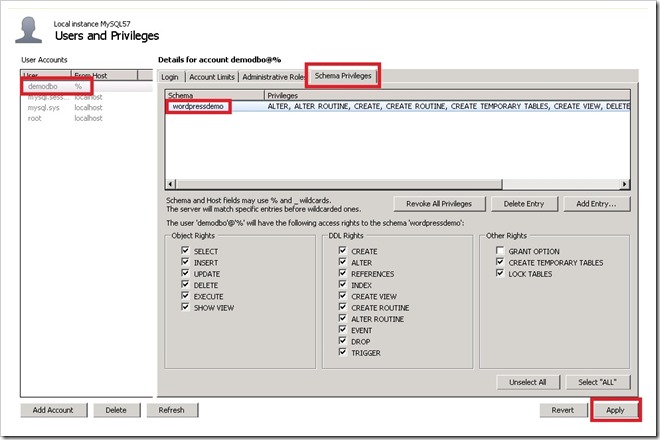 Local instance MySQL57
Users and Privileges
User Accounts
User From Host
demodbo %
mysql.sess... localhost
mysql.sys localhost
root localhost
Details for account demodbo@%
Login Account Limits Administrative Roles Schema Privileges
Schema Privileges
wordpressdemo ALTER, ALTER ROUTINE, CREATE, CREATE ROUTINE, CREATE TEMPORARY TABLES, CREATE VIEW, DELETE
Schema and Host fields may use % and _ wildcards.
The server will match specific entries before wildcarded ones.
Revoke All Privileges Delete Entry Add Entry...
The user 'demodbo'@'%' will have the following access rights to the schema 'wordpressdemo':
Object Rights
SELECT
INSERT
UPDATE
DELETE
EXECUTE
SHOW VIEW
DDL Rights
CREATE
ALTER
REFERENCES
INDEX
CREATE VIEW
CREATE ROUTINE
ALTER ROUTINE
EVENT
DROP
TRIGGER
Other Rights
GRANT OPTION
CREATE TEMPORARY TABLES
LOCK TABLES
Unselect All Select "ALL"
Add Account Delete Refresh Revert Apply